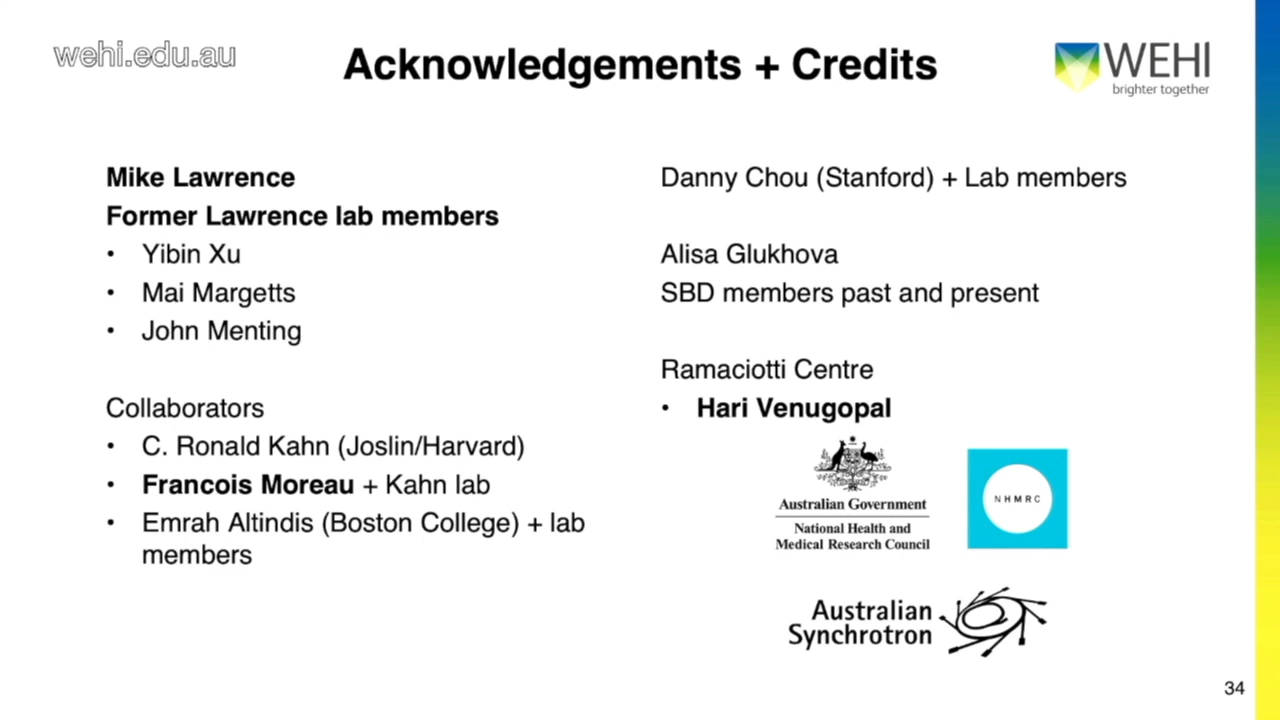 wehi.edu.au
Acknowledgements + Credits
WEHI
brighter together
Mike Lawrence
Former Lawrence lab members
• Yibin Xu
• Mai Margetts
• John Menting
Collaborators
• C. Ronald Kahn (Joslin/Harvard)
• Francois Moreau + Kahn lab
• Emrah Altindis (Boston College) + lab
members
Danny Chou (Stanford) + Lab members
Alisa Glukhova
SBD members past and present
Ramaciotti Centre
• Hari Venugopal
Australian Government
National Health and
Medical Research Council
NHMRC
Australian
Synchrotron
34